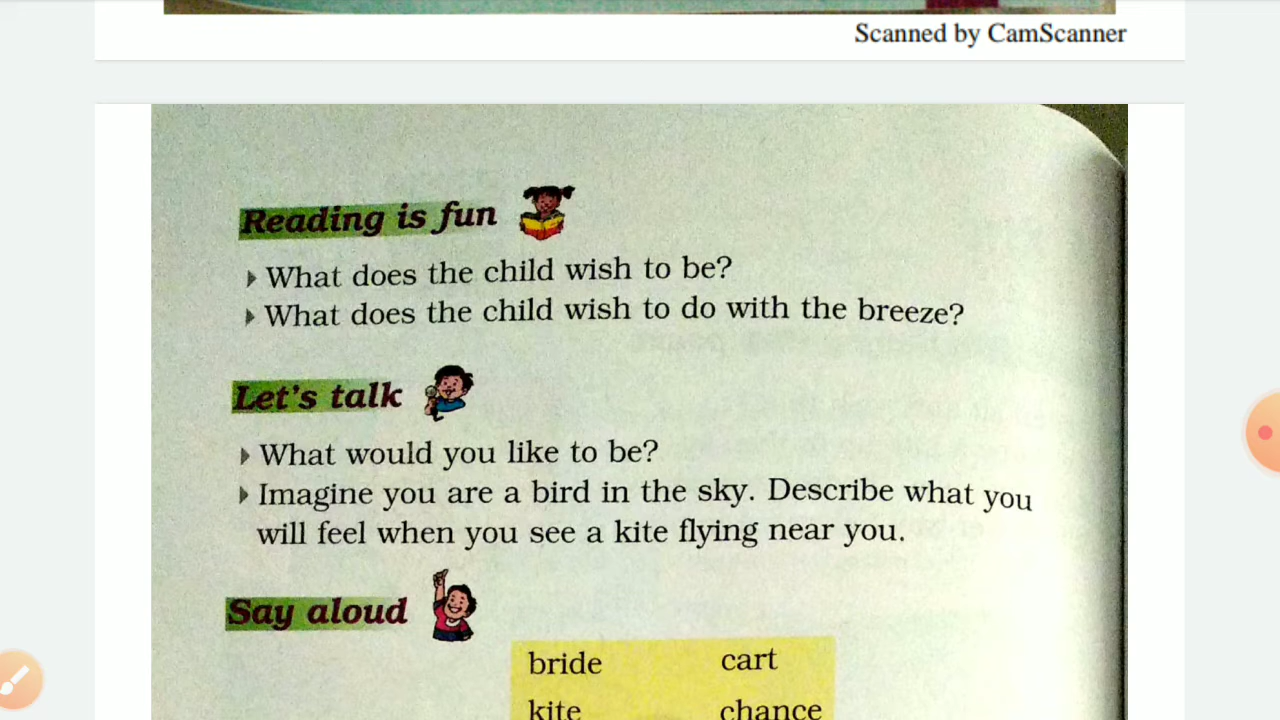 Scanned by CamScanner
Reading is fun
What does the child wish to be?
What does the child wish to do with the breeze?
Let's talk
What would you like to be?
Imagine you are a bird in the sky. Describe what you
will feel when you see a kite flying near you.
Say aloud
bride cart
kite chance